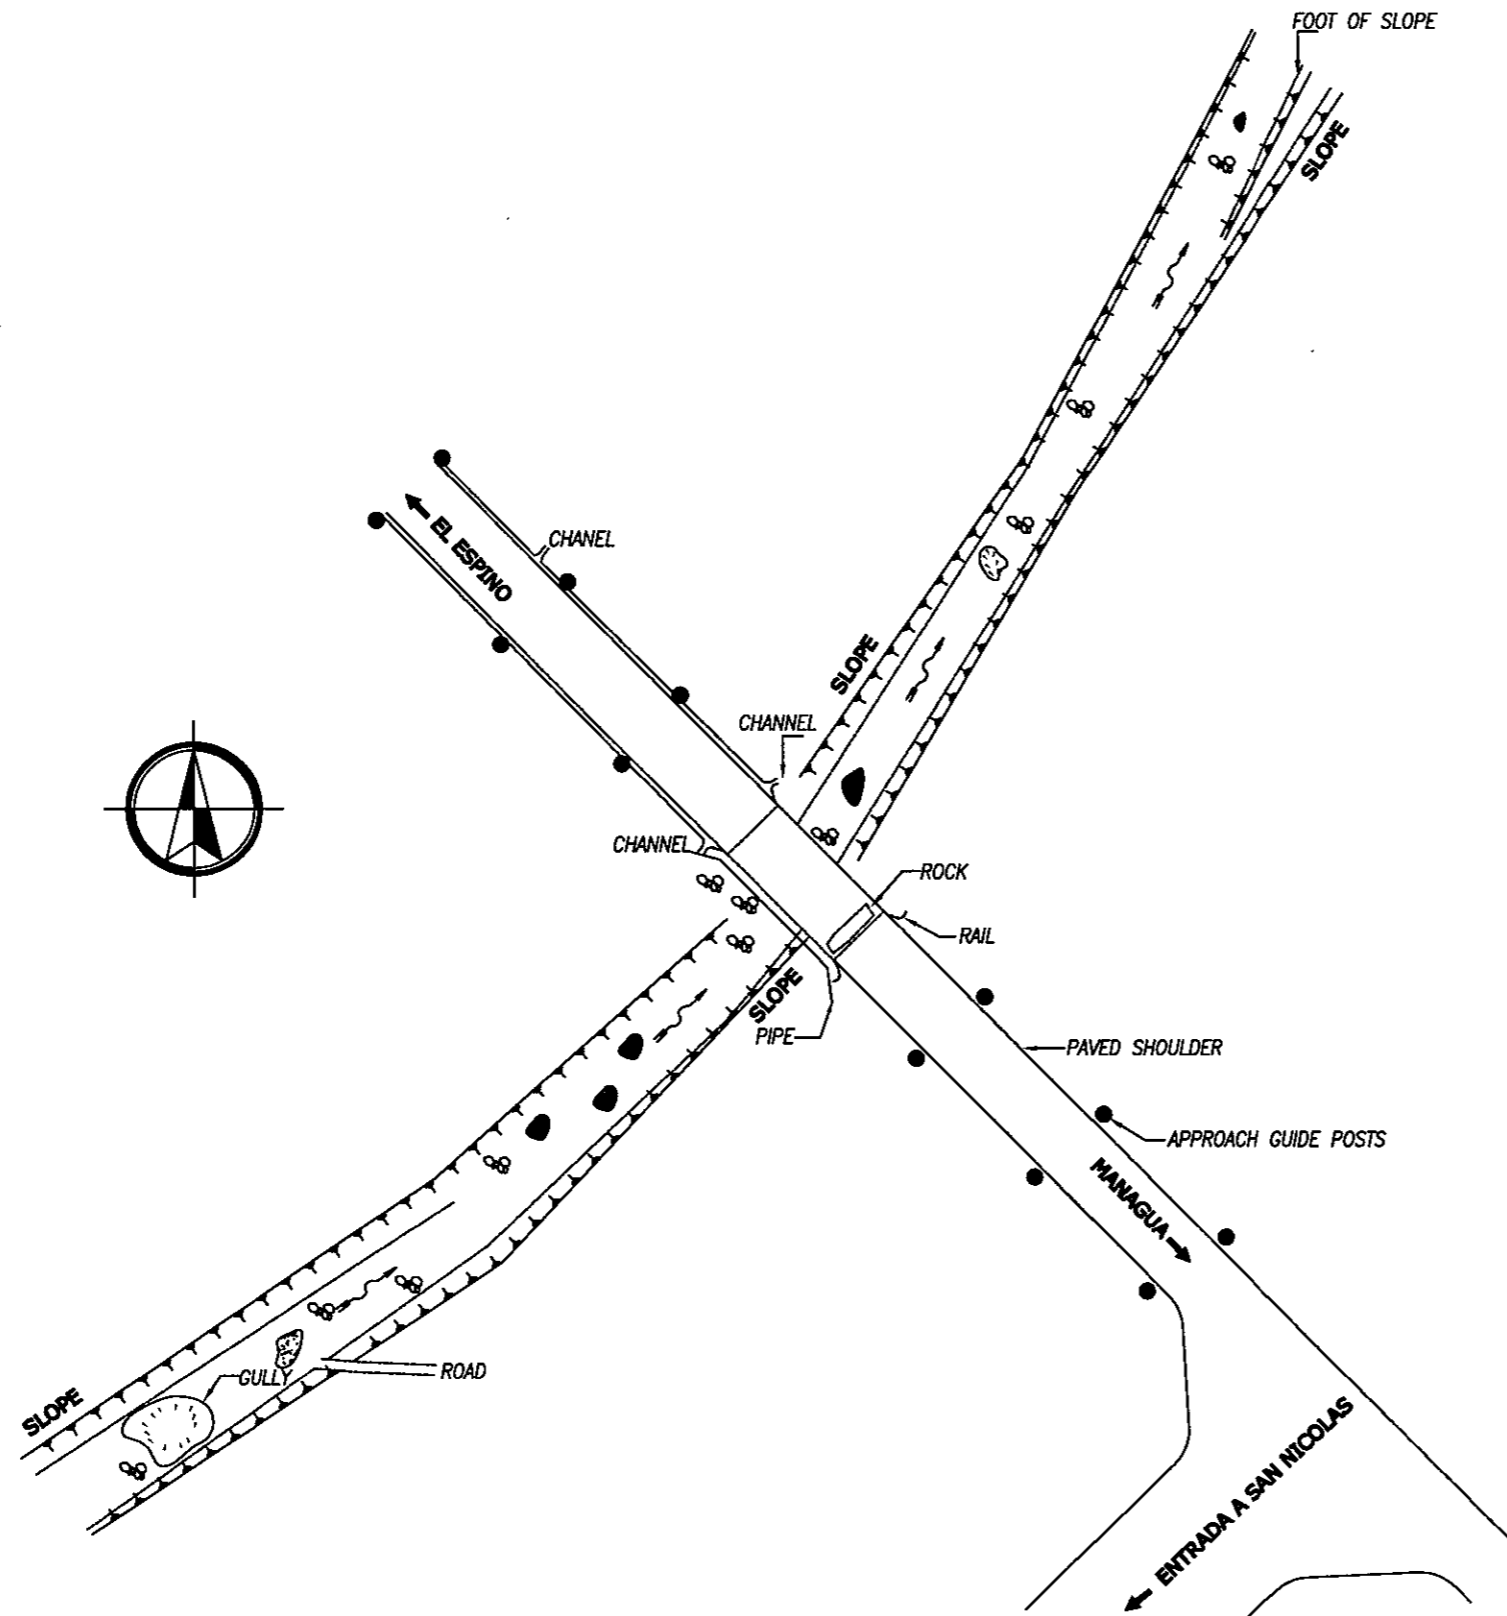 FOOT OF SLOPE
SLOPE
CHANEL
EL ESPINO
SLOPE
CHANNEL
CHANNEL
ROCK
RAIL
SLOPE
PIPE
PAVED SHOULDER
APPROACH GUIDE POSTS
MANAGUA
GULLY
ROAD
SLOPE
ENTRADA A SAN NICOLAS